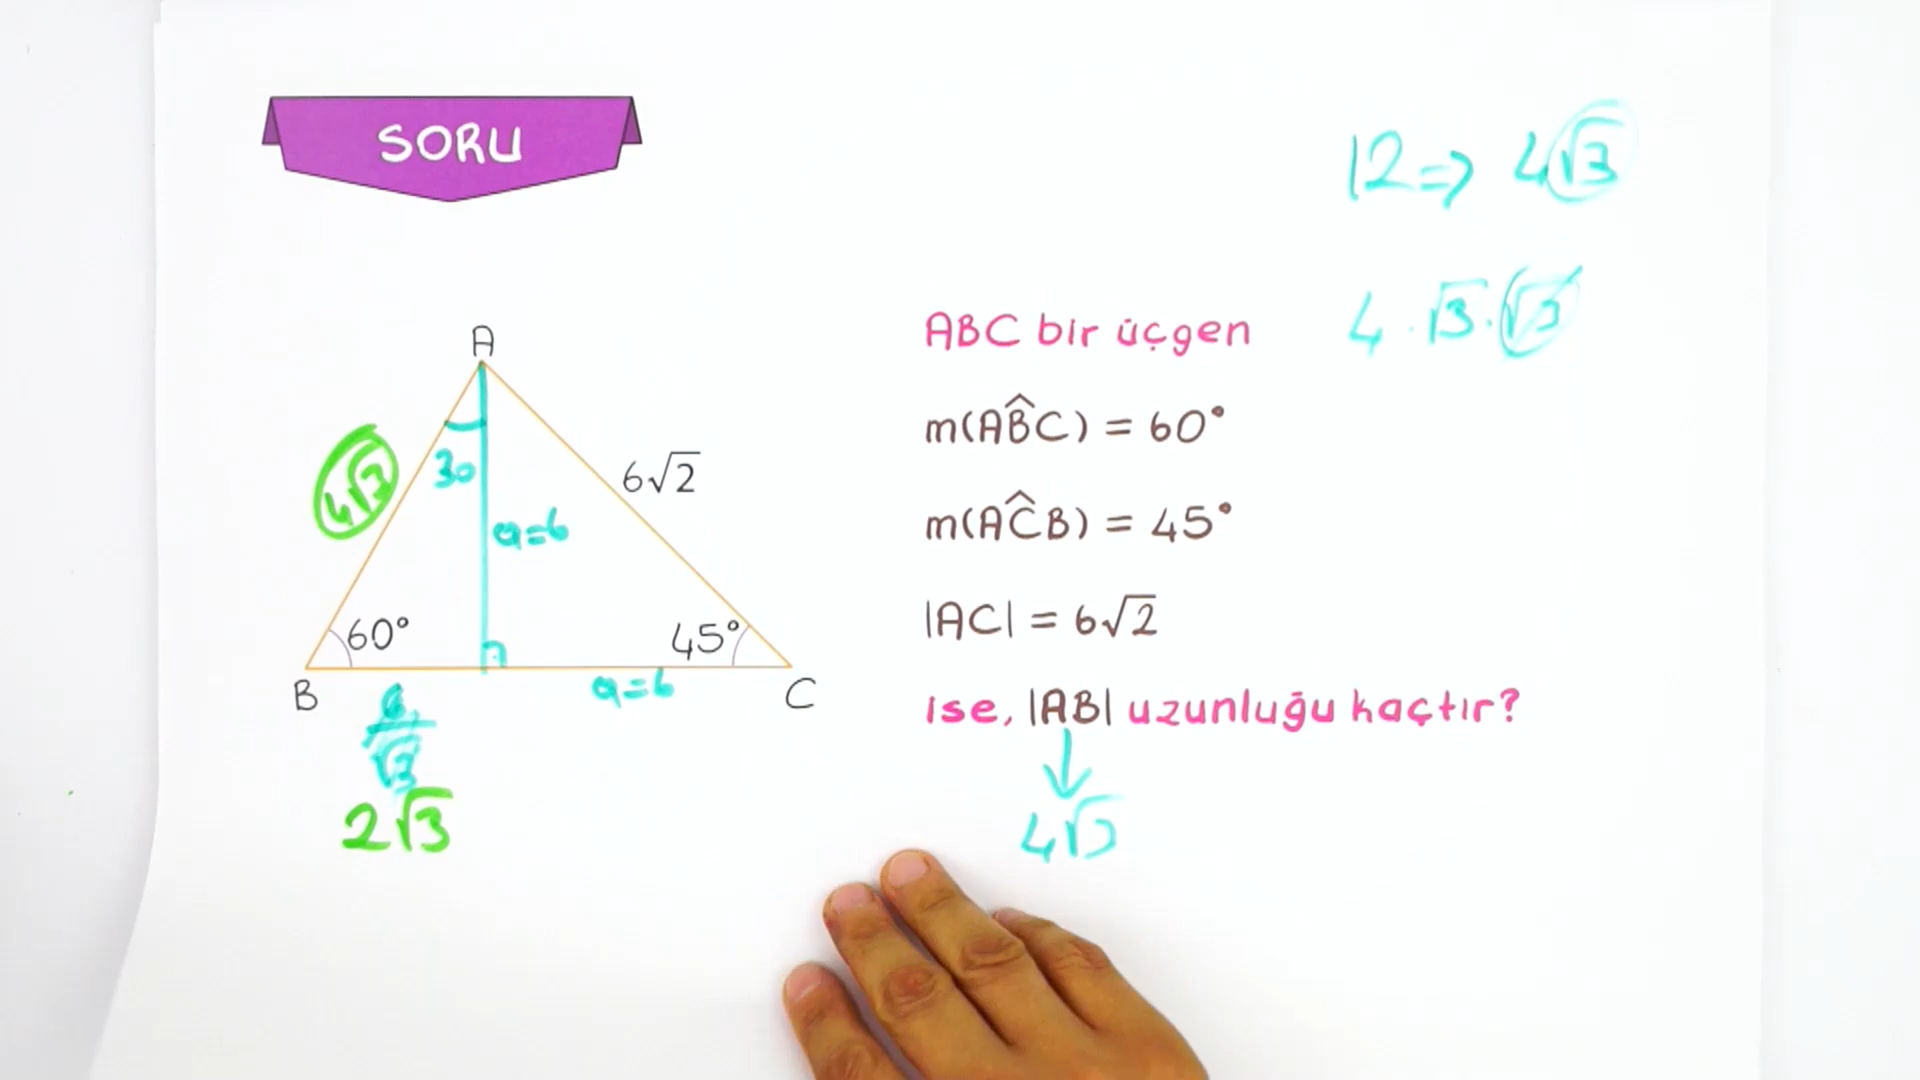 SORU
12 => 4√3
4 . √3 . √3
A
30
4√3
6√2
a=6
60°
45°
B
C
6
√3
a=6
2√3
ABC bir üçgen
m(AB̂C) = 60°
m(AĈB) = 45°
|AC| = 6√2
ise, |AB| uzunluğu kaçtır?
4√3